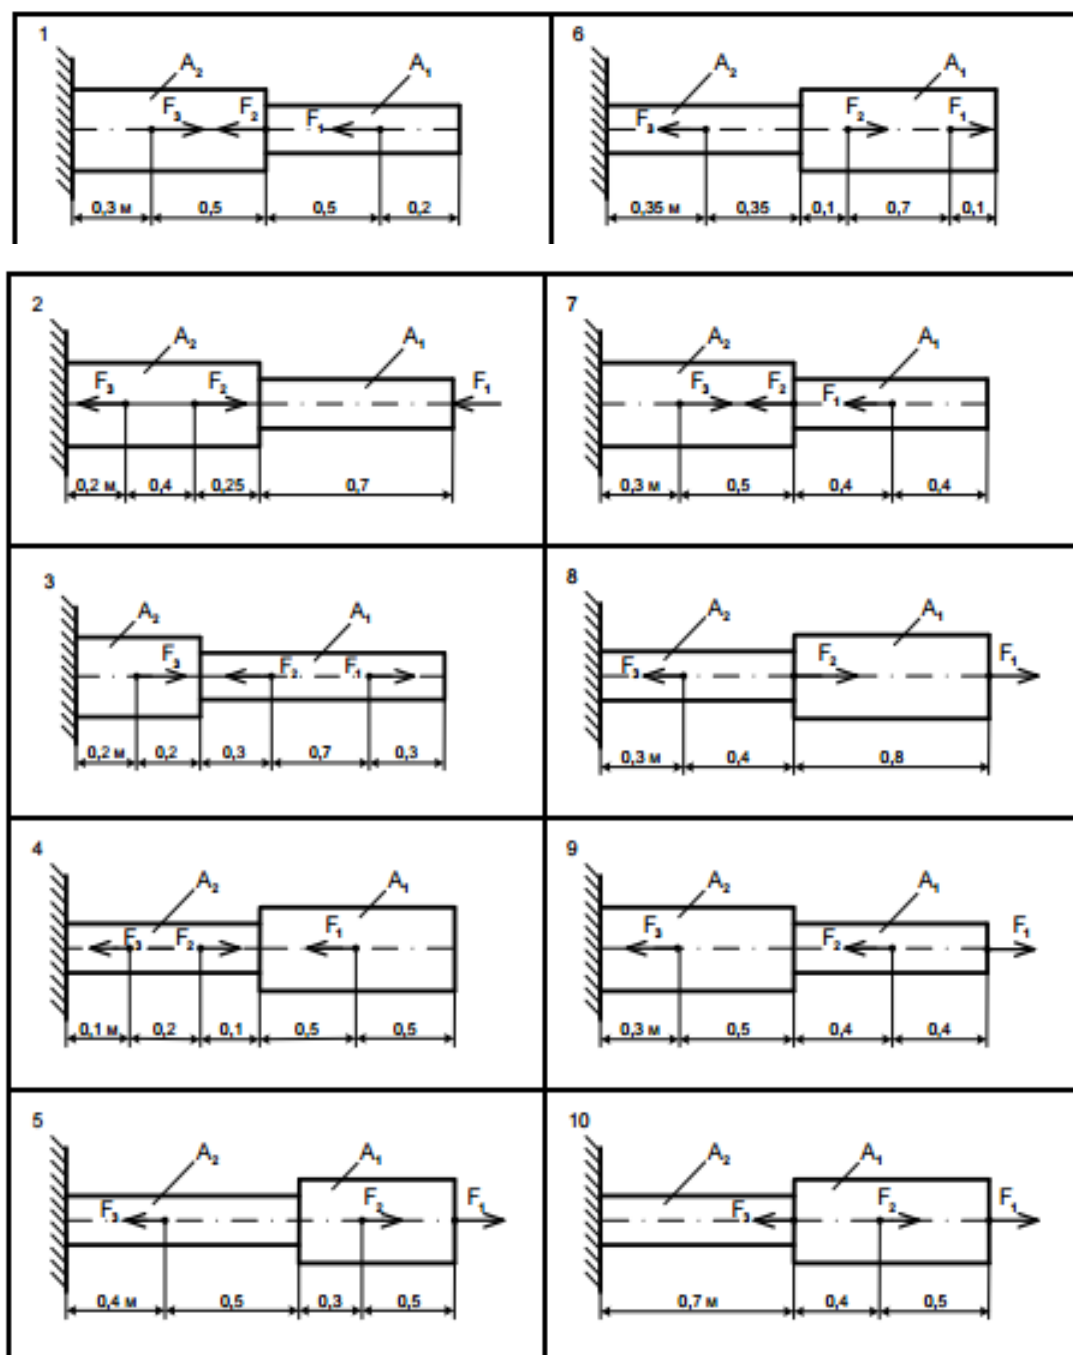 1
A₂
A₁
F₃
F₂
F₁
0,3 м
0,5
0,5
0,2
6
A₂
A₁
F₃
F₂
F₁
0,35 м
0,35
0,1
0,7
0,1
2
A₂
A₁
F₃
F₂
F₁
0,2 м
0,4
0,25
0,7
7
A₂
A₁
F₃
F₂
F₁
0,3 м
0,5
0,4
0,4
3
A₂
A₁
F₃
F₂
F₁
0,2 м
0,2
0,3
0,7
0,3
8
A₂
A₁
F₃
F₂
F₁
0,3 м
0,4
0,8
4
A₂
A₁
F₃
F₂
F₁
0,1 м
0,2
0,1
0,5
0,5
9
A₂
A₁
F₃
F₂
F₁
0,3 м
0,5
0,4
0,4
5
A₂
A₁
F₃
F₂
F₁
0,4 м
0,5
0,3
0,5
10
A₂
A₁
F₃
F₂
F₁
0,7 м
0,4
0,5